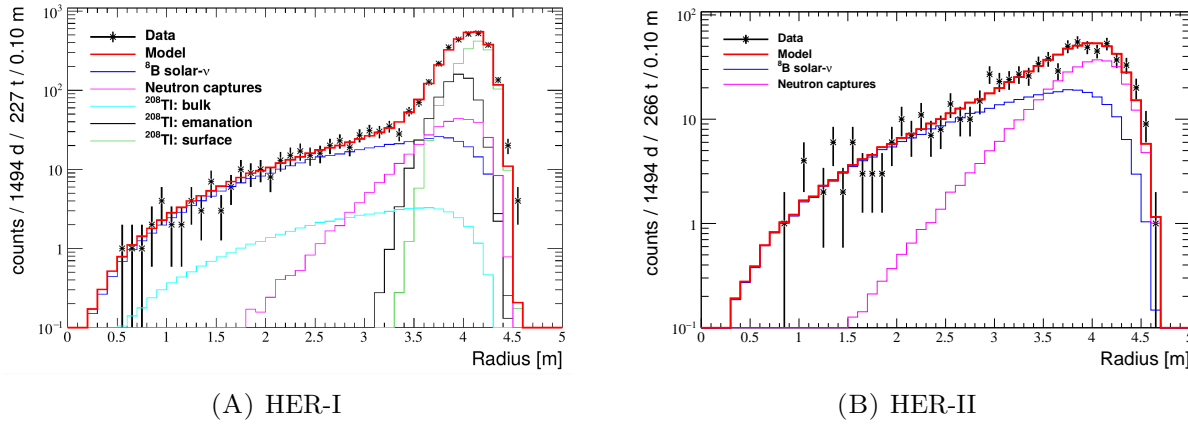 counts / 1494 d / 227 t / 0.10 m
10³
10²
10
1
10⁻¹
Data
Model
⁸B solar-ν
Neutron captures
²⁰⁸Tl: bulk
²⁰⁸Tl: emanation
²⁰⁸Tl: surface
0 0.5 1 1.5 2 2.5 3 3.5 4 4.5 5
Radius [m]
(A) HER-I
counts / 1494 d / 266 t / 0.10 m
10²
10
1
10⁻¹
Data
Model
⁸B solar-ν
Neutron captures
0 0.5 1 1.5 2 2.5 3 3.5 4 4.5 5
Radius [m]
(B) HER-II